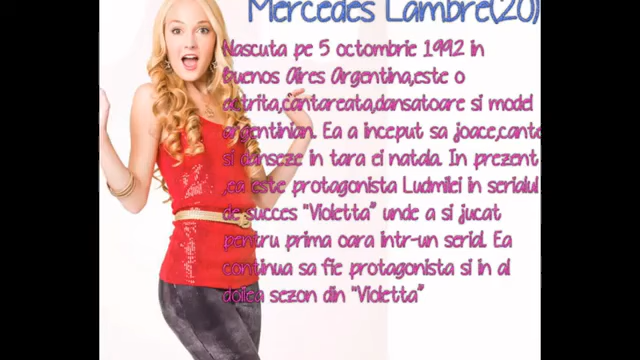 Mercedes Lambre(20)
Nascuta pe 5 octombrie 1992 in
Buenos Aires Argentina,este o
actrita,cantareata,dansatoare si model
argentinian. Ea a inceput sa joace,cante
si danseze in tara ei natala. In prezent
,ea este protagonista Ludmilei in serialul
de succes "Violetta" unde a si jucat
pentru prima oara intr-un serial. Ea
continua sa fie protagonista si in al
doilea sezon din "Violetta"